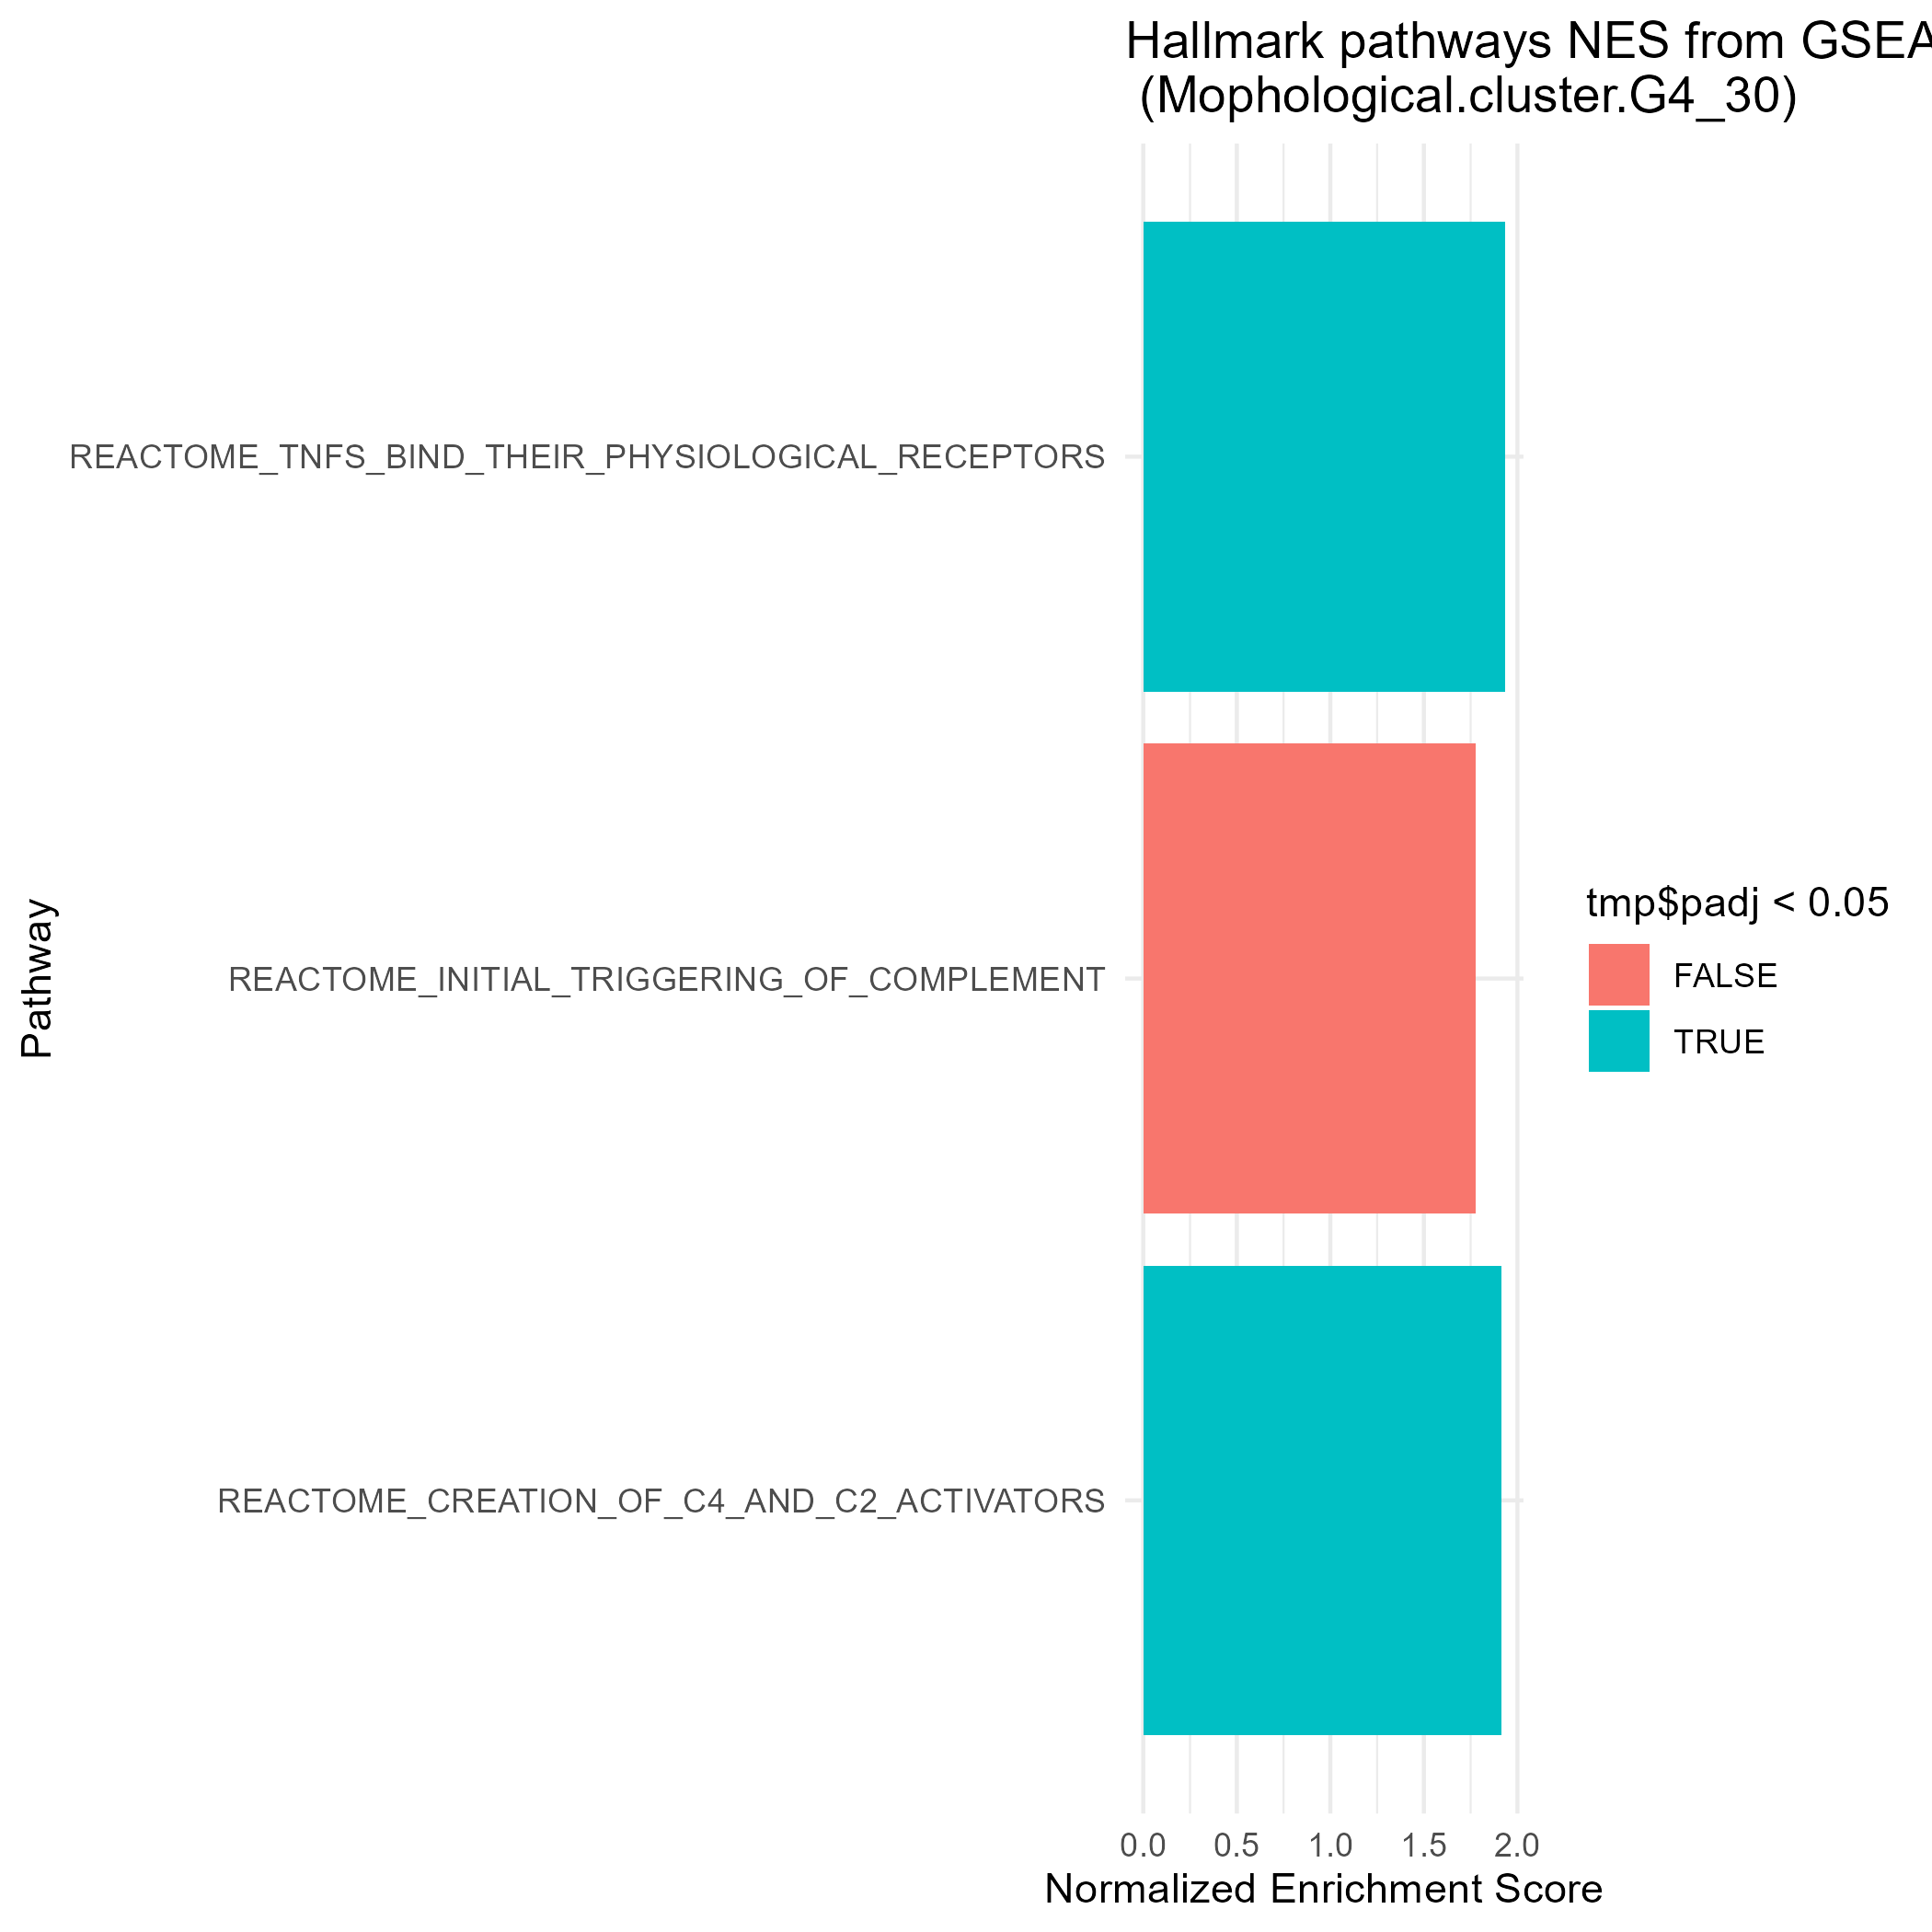 Hallmark pathways NES from GSEA
(Mophological.cluster.G4_30)
Pathway
REACTOME_TNFS_BIND_THEIR_PHYSIOLOGICAL_RECEPTORS
REACTOME_INITIAL_TRIGGERING_OF_COMPLEMENT
REACTOME_CREATION_OF_C4_AND_C2_ACTIVATORS
0.0 0.5 1.0 1.5 2.0
Normalized Enrichment Score
tmp$padj < 0.05
FALSE
TRUE